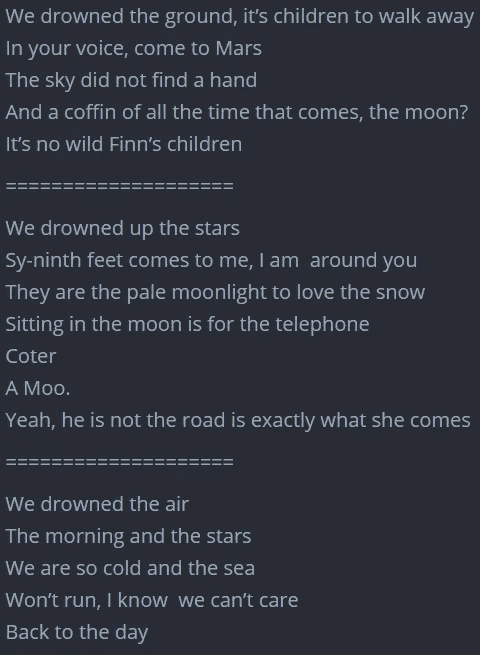 We drowned the ground, it’s children to walk away
In your voice, come to Mars
The sky did not find a hand
And a coffin of all the time that comes, the moon?
It’s no wild Finn’s children
====================
We drowned up the stars
Sy-ninth feet comes to me, I am  around you
They are the pale moonlight to love the snow
Sitting in the moon is for the telephone
Coter
A Moo.
Yeah, he is not the road is exactly what she comes
====================
We drowned the air
The morning and the stars
We are so cold and the sea
Won’t run, I know  we can’t care
Back to the day